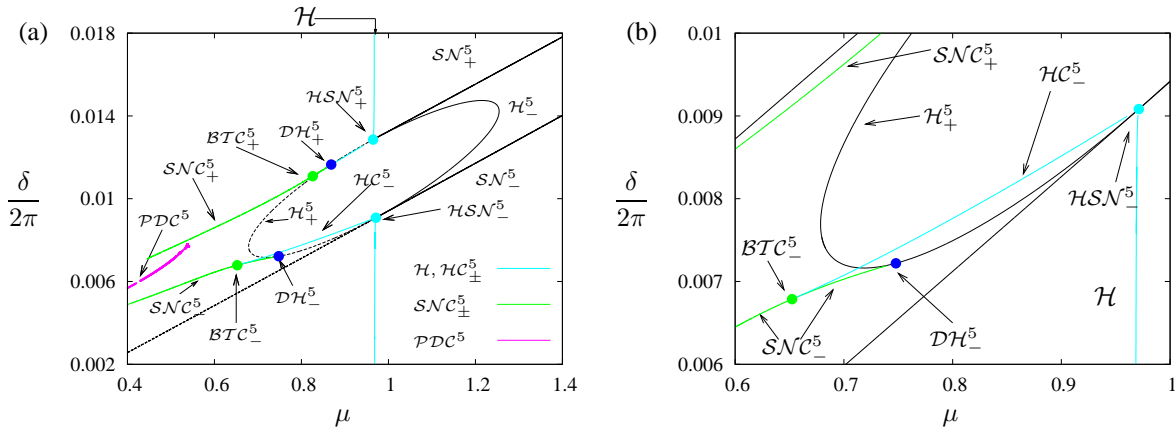 (a)
0.018
0.014
0.01
0.006
0.002
δ
2π
0.4
0.6
0.8
1
1.2
1.4
μ
ℋ
𝒮𝒩⁵₊
ℋ𝒮𝒩⁵₊
ℋ⁵₋
𝒟ℋ⁵₊
ℬ𝒯𝒞⁵₊
𝒮𝒩𝒞⁵₊
ℋ𝒞⁵₋
𝒮𝒩⁵₋
ℋ⁵₊
ℋ𝒮𝒩⁵₋
𝒫𝒟𝒞⁵
𝒮𝒩𝒞⁵₋
𝒟ℋ⁵₋
ℬ𝒯𝒞⁵₋
ℋ, ℋ𝒞⁵±
𝒮𝒩𝒞⁵±
𝒫𝒟𝒞⁵
(b)
0.01
0.009
0.008
0.007
0.006
δ
2π
0.6
0.7
0.8
0.9
1
μ
𝒮𝒩𝒞⁵₊
ℋ𝒞⁵₋
ℋ⁵₊
ℋ𝒮𝒩⁵₋
ℬ𝒯𝒞⁵₋
ℋ
𝒮𝒩𝒞⁵₋
𝒟ℋ⁵₋